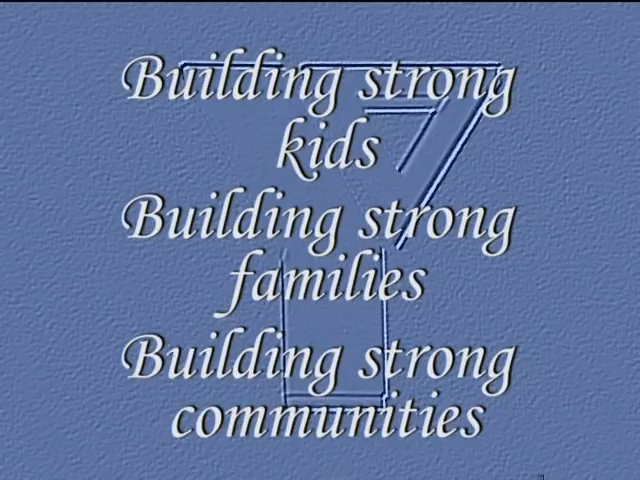 Building strong
kids
Building strong
families
Building strong
communities